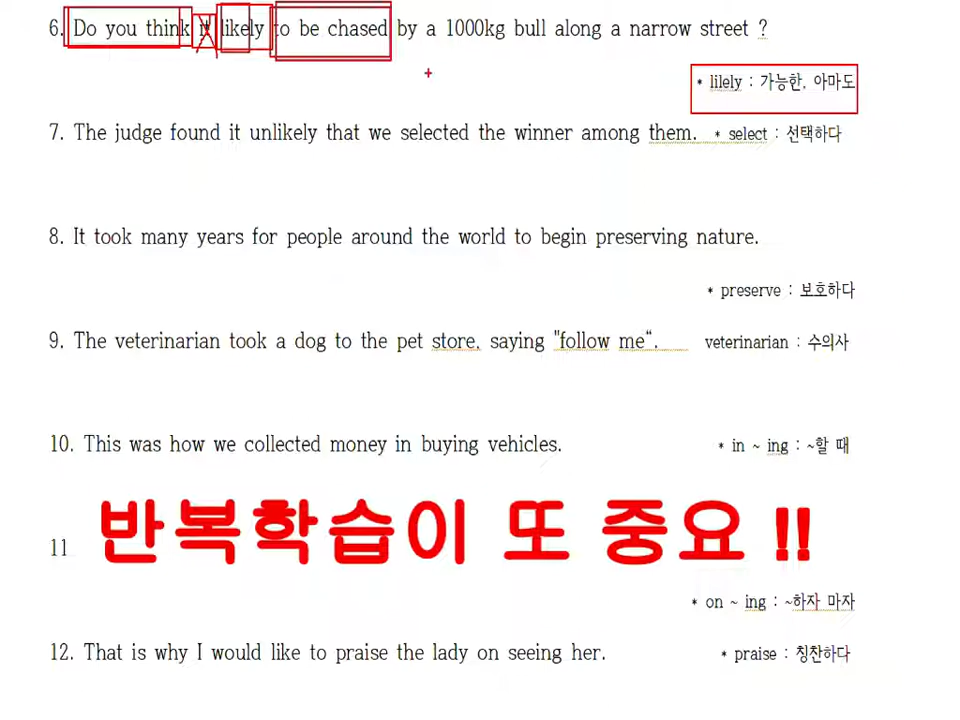 6. Do you think it likely to be chased by a 1000kg bull along a narrow street ?
* lilely : 가능한, 아마도
7. The judge found it unlikely that we selected the winner among them. * select : 선택하다
8. It took many years for people around the world to begin preserving nature.
* preserve : 보호하다
9. The veterinarian took a dog to the pet store, saying "follow me“. veterinarian : 수의사
10. This was how we collected money in buying vehicles. * in ~ ing : ~할 때
11 반복학습이 또 중요 !!
* on ~ ing : ~하자 마자
12. That is why I would like to praise the lady on seeing her. * praise : 칭찬하다